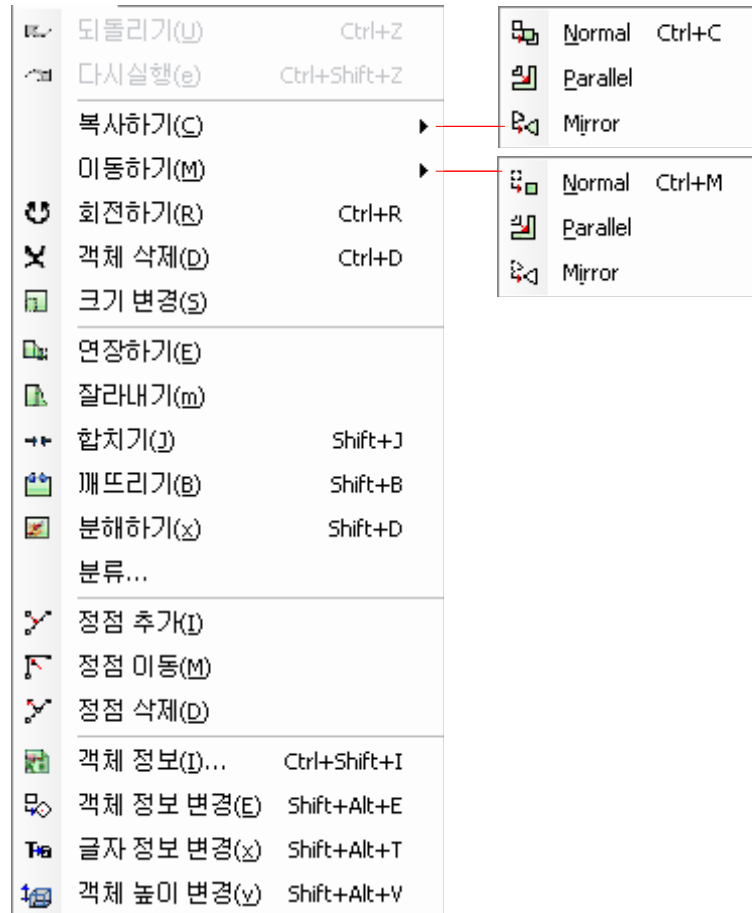 되돌리기(U) Ctrl+Z
다시실행(e) Ctrl+Shift+Z
복사하기(C)
이동하기(M)
회전하기(R) Ctrl+R
객체 삭제(D) Ctrl+D
크기 변경(S)
연장하기(E)
잘라내기(m)
합치기(J) Shift+J
깨뜨리기(B) Shift+B
분해하기(x) Shift+D
분류...
정점 추가(I)
정점 이동(M)
정점 삭제(D)
객체 정보(I)... Ctrl+Shift+I
객체 정보 변경(E) Shift+Alt+E
글자 정보 변경(x) Shift+Alt+T
객체 높이 변경(v) Shift+Alt+V
Normal Ctrl+C
Parallel
Mirror
Normal Ctrl+M
Parallel
Mirror